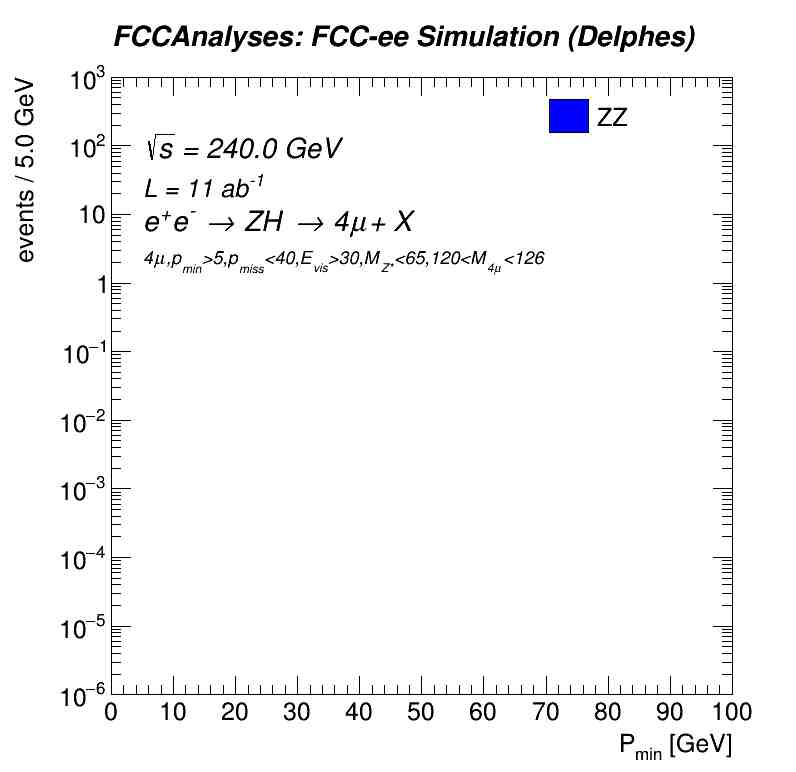 FCCAnalyses: FCC-ee Simulation (Delphes)
events / 5.0 GeV
10³
10²
10
1
10⁻¹
10⁻²
10⁻³
10⁻⁴
10⁻⁵
10⁻⁶
ZZ
√s = 240.0 GeV
L = 11 ab⁻¹
e⁺e⁻ → ZH → 4μ + X
4μ,p_min>5,p_miss<40,E_vis>30,M_Z*<65,120<M_4μ<126
0 10 20 30 40 50 60 70 80 90 100
P_min [GeV]